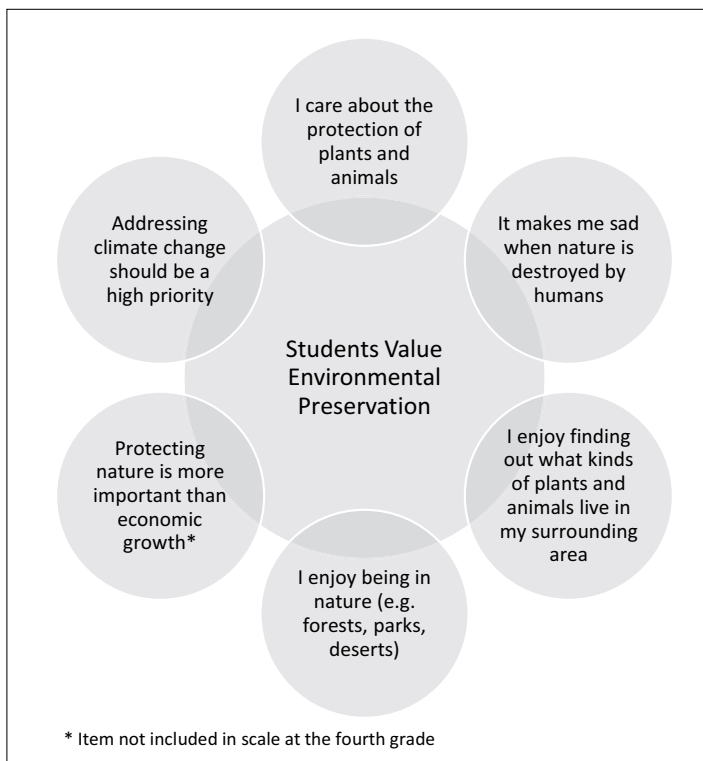 I care about the
protection of
plants and
animals
It makes me sad
when nature is
destroyed by
humans
I enjoy finding
out what kinds
of plants and
animals live in
my surrounding
area
I enjoy being in
nature (e.g.
forests, parks,
deserts)
Protecting
nature is more
important than
economic
growth*
Addressing
climate change
should be a
high priority
Students Value
Environmental
Preservation
* Item not included in scale at the fourth grade